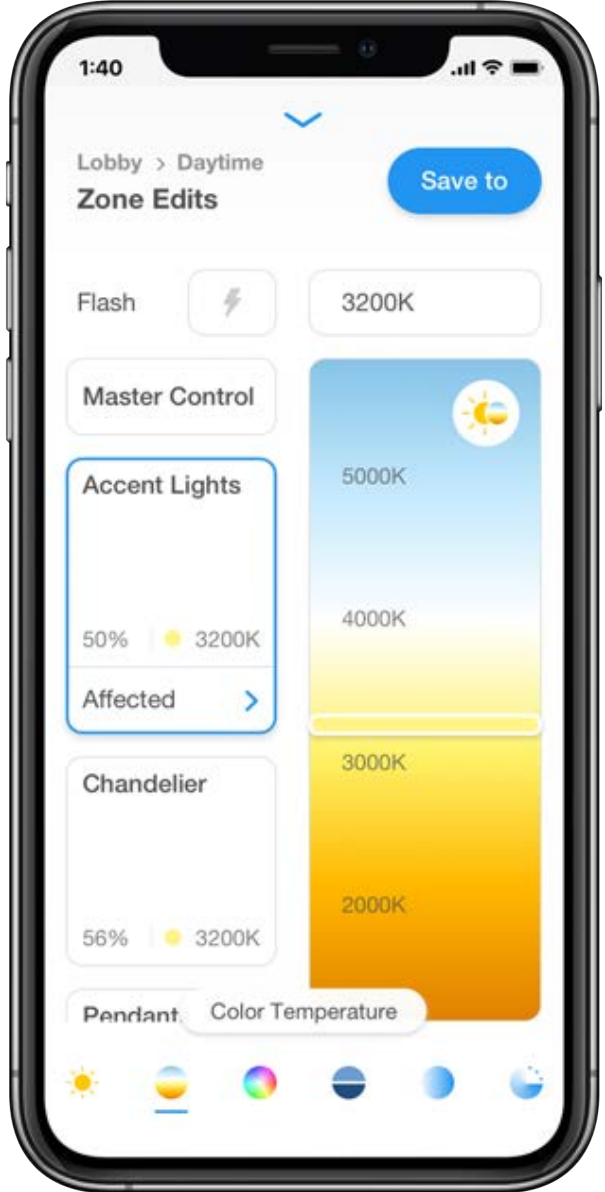 1:40
Lobby > Daytime
Zone Edits
Save to
Flash
3200K
Master Control
Accent Lights
50% 3200K
Affected >
Chandelier
56% 3200K
Pendant
5000K
4000K
3000K
2000K
Color Temperature